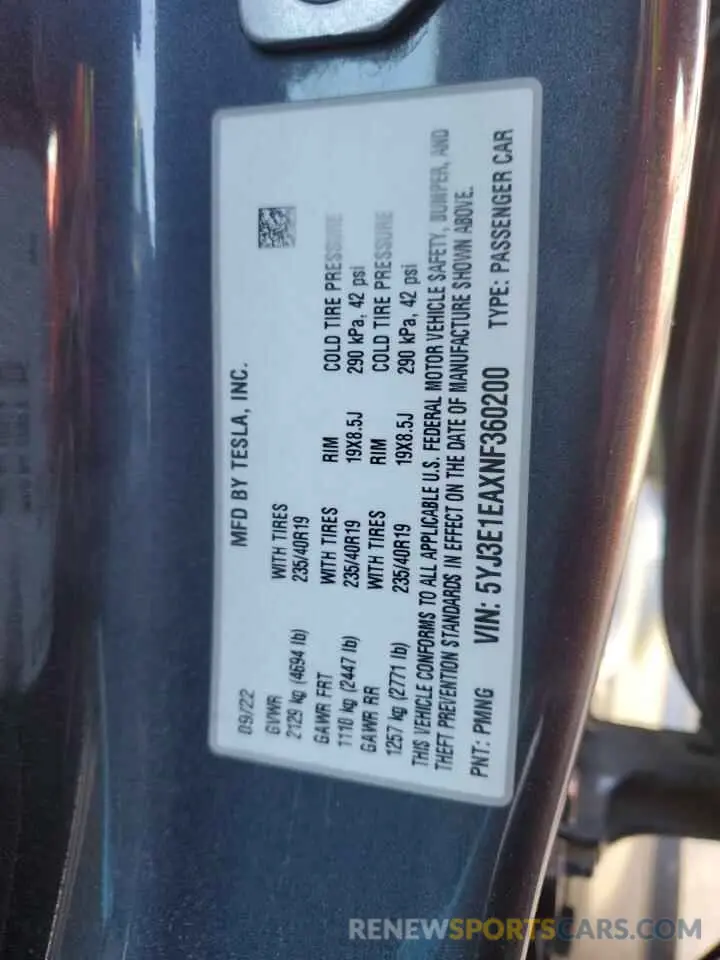 MFD BY TESLA, INC.
09/22
GVWR WITH TIRES
2129 kg (4694 lb) 235/40R19
GAWR FRT WITH TIRES RIM COLD TIRE PRESSURE
1110 kg (2447 lb) 235/40R19 19X8.5J 290 kPa, 42 psi
GAWR RR WITH TIRES RIM COLD TIRE PRESSURE
1257 kg (2771 lb) 235/40R19 19X8.5J 290 kPa, 42 psi
THIS VEHICLE CONFORMS TO ALL APPLICABLE U.S. FEDERAL MOTOR VEHICLE SAFETY, BUMPER, AND
THEFT PREVENTION STANDARDS IN EFFECT ON THE DATE OF MANUFACTURE SHOWN ABOVE.
PNT: PMNG VIN: 5YJ3E1EAXNF360200 TYPE: PASSENGER CAR
RENEWSPORTSCARS.COM